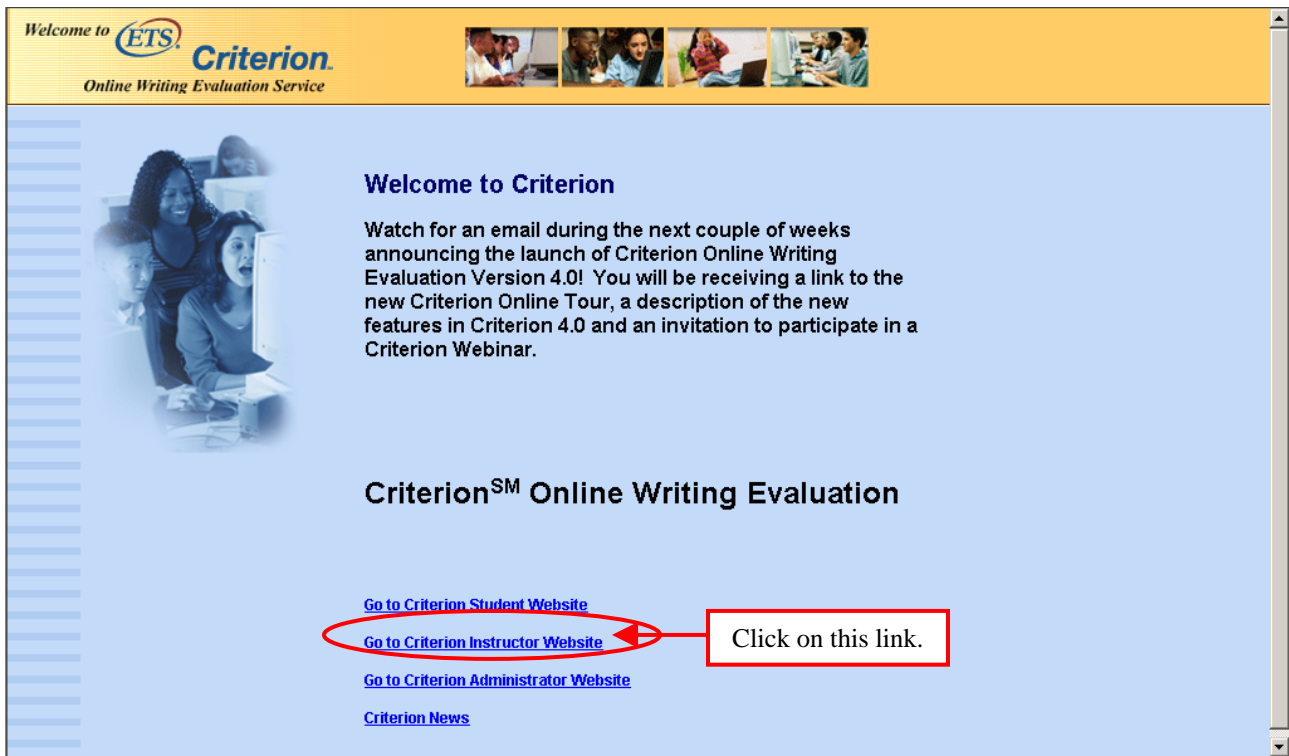 Welcome to ETS Criterion.
Online Writing Evaluation Service
Welcome to Criterion
Watch for an email during the next couple of weeks
announcing the launch of Criterion Online Writing
Evaluation Version 4.0! You will be receiving a link to the
new Criterion Online Tour, a description of the new
features in Criterion 4.0 and an invitation to participate in a
Criterion Webinar.
Criterion SM Online Writing Evaluation
Go to Criterion Student Website
Go to Criterion Instructor Website
Click on this link.
Go to Criterion Administrator Website
Criterion News